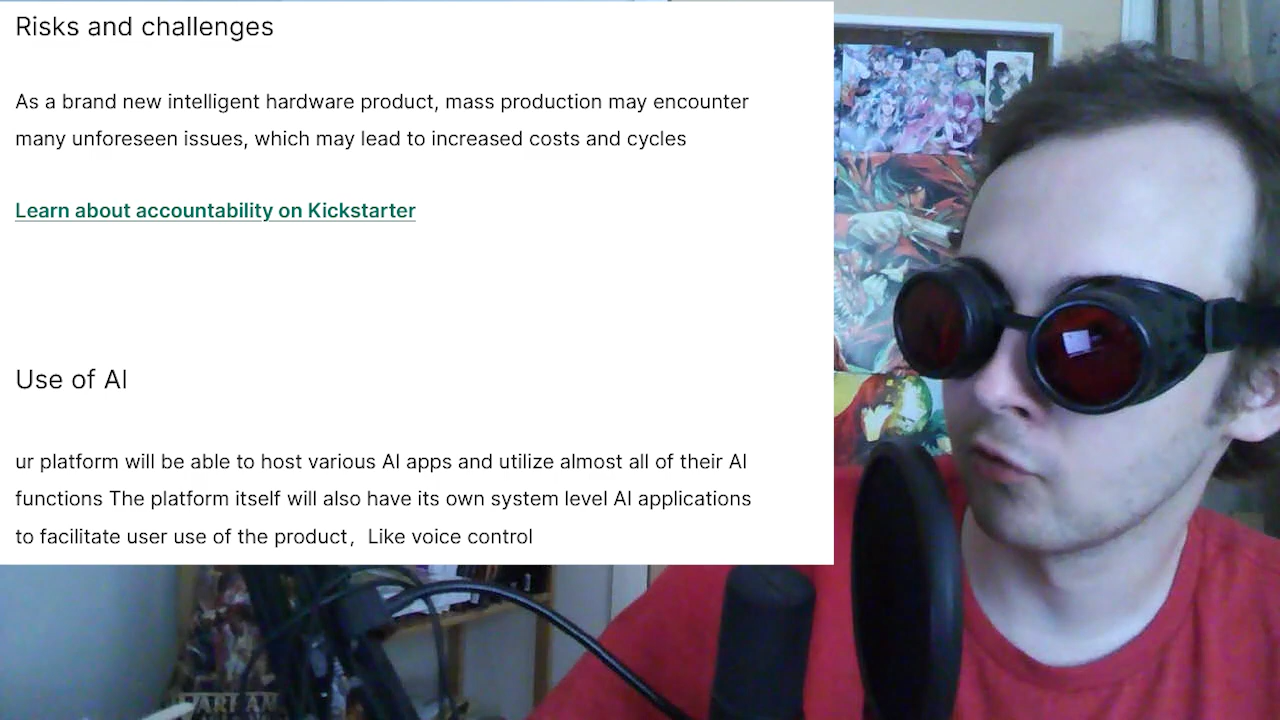 Risks and challenges
As a brand new intelligent hardware product, mass production may encounter
many unforeseen issues, which may lead to increased costs and cycles
Learn about accountability on Kickstarter
Use of AI
ur platform will be able to host various AI apps and utilize almost all of their AI
functions The platform itself will also have its own system level AI applications
to facilitate user use of the product，Like voice control